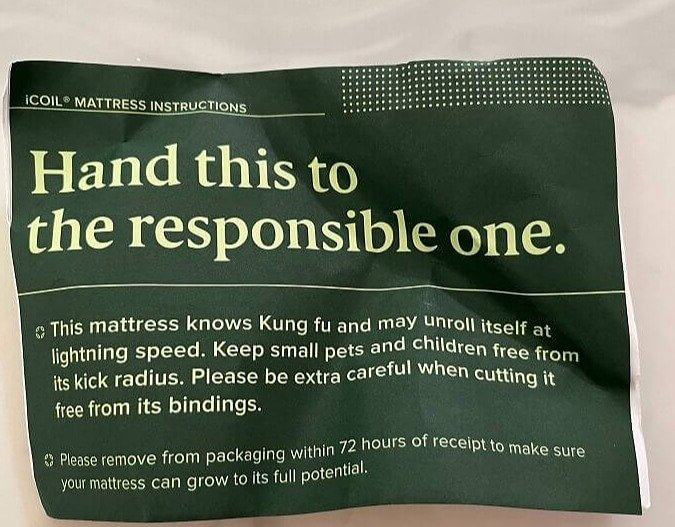 iCOIL® MATTRESS INSTRUCTIONS
Hand this to
the responsible one.
This mattress knows Kung fu and may unroll itself at
lightning speed. Keep small pets and children free from
its kick radius. Please be extra careful when cutting it
free from its bindings.
Please remove from packaging within 72 hours of receipt to make sure
your mattress can grow to its full potential.